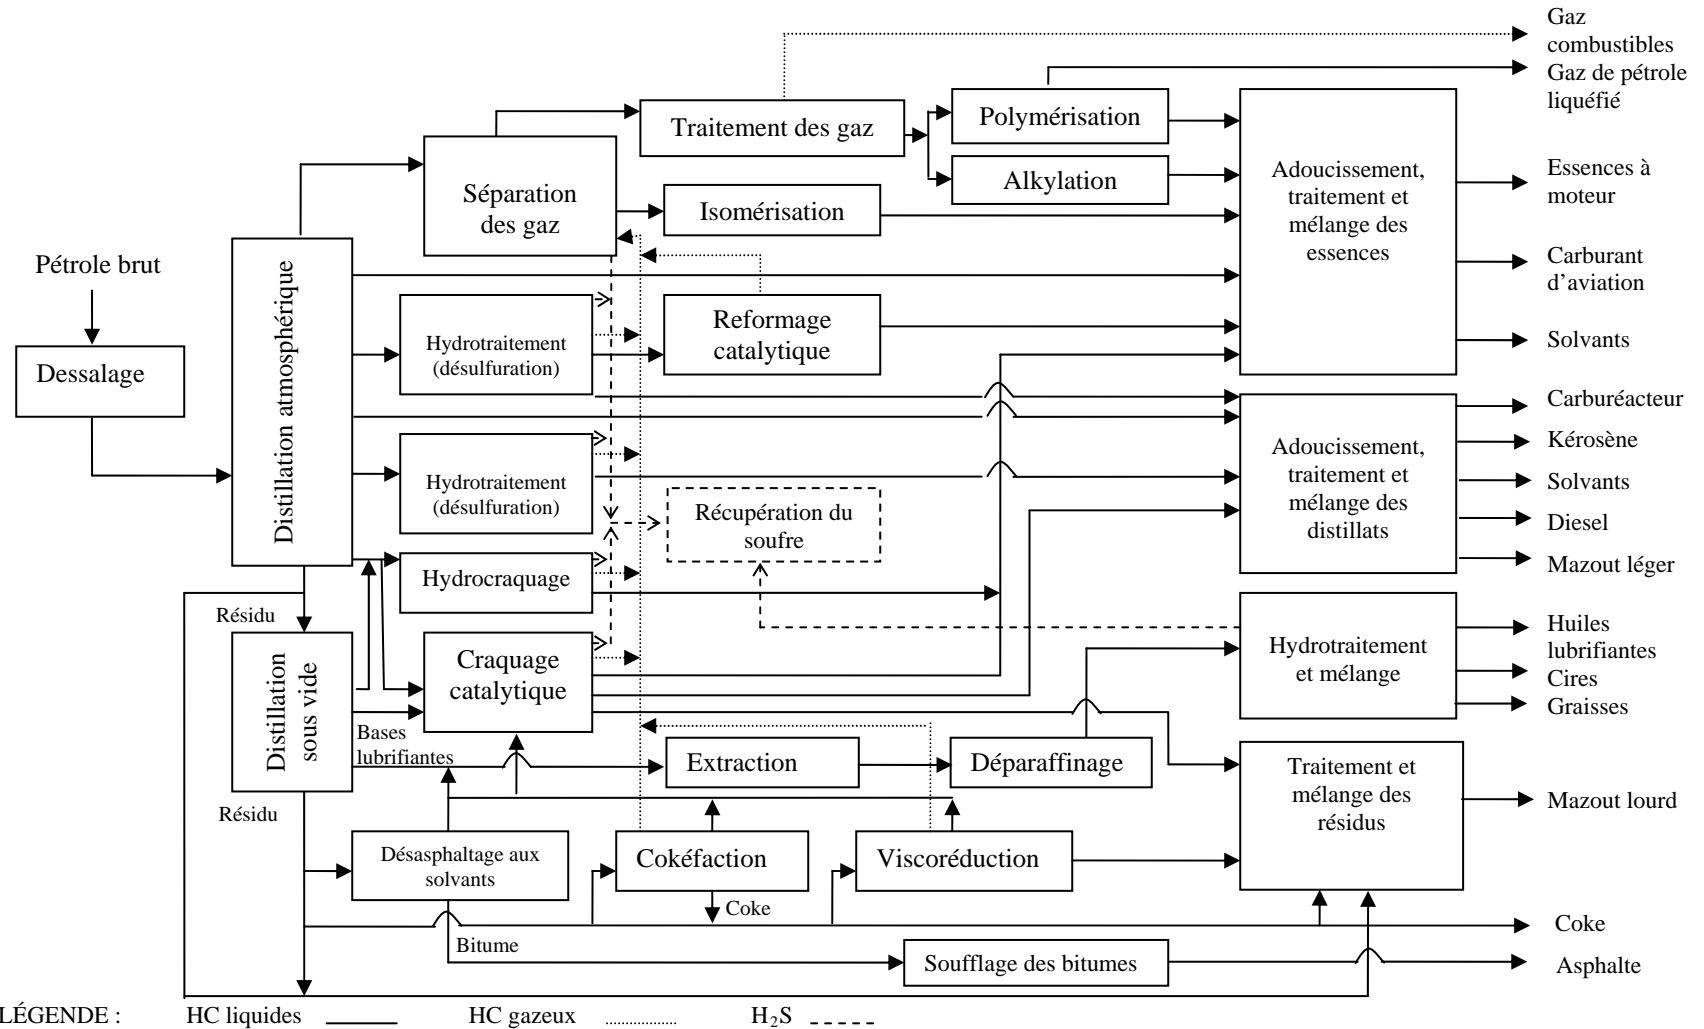 Gaz
combustibles
Gaz de pétrole
liquéfié
Polymérisation
Traitement des gaz
Alkylation
Adoucissement,
traitement et
mélange des
essences
Essences à
moteur
Séparation
des gaz
Isomérisation
Pétrole brut
Carburant
d’aviation
Distillation atmosphérique
Reformage
catalytique
Hydrotraitement
(désulfuration)
Solvants
Dessalage
Carburéacteur
Kérosène
Adoucissement,
traitement et
mélange des
distillats
Hydrotraitement
(désulfuration)
Solvants
Récupération du
soufre
Diesel
Mazout léger
Hydrocraquage
Résidu
Huiles
lubrifiantes
Hydrotraitement
et mélange
Cires
Graisses
Distillation
sous vide
Craquage
catalytique
Bases
lubrifiantes
Extraction
Déparaffinage
Traitement et
mélange des
résidus
Mazout lourd
Résidu
Désasphaltage aux
solvants
Cokéfaction
Viscoréduction
Coke
Coke
Bitume
Soufflage des bitumes
Asphalte
LÉGENDE : HC liquides HC gazeux H₂S